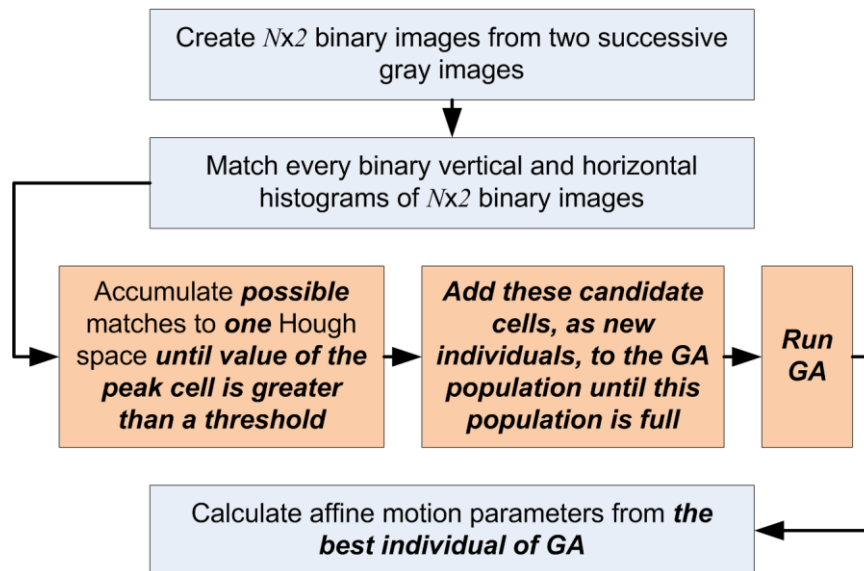 Create Nx2 binary images from two successive
gray images
Match every binary vertical and horizontal
histograms of Nx2 binary images
Accumulate possible
matches to one Hough
space until value of the
peak cell is greater
than a threshold
Add these candidate
cells, as new
individuals, to the GA
population until this
population is full
Run
GA
Calculate affine motion parameters from the
best individual of GA